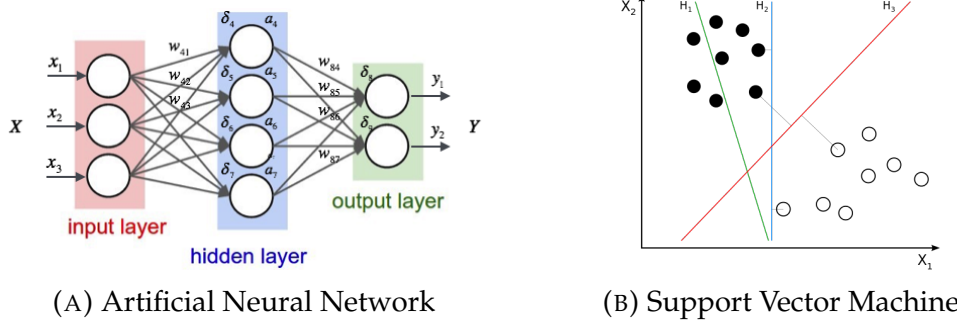 δ₄ a₄
w₄₁
x₁
w₄₂
δ₅ a₅
w₈₄
δ₈
y₁
w₄₃
w₈₅
X
x₂
w₈₆
Y
δ₆ a₆
δ₉
y₂
x₃
w₈₇
δ₇ a₇
input layer
hidden layer
output layer
(A) Artificial Neural Network
X₂
H₁
H₂
H₃
X₁
(B) Support Vector Machine